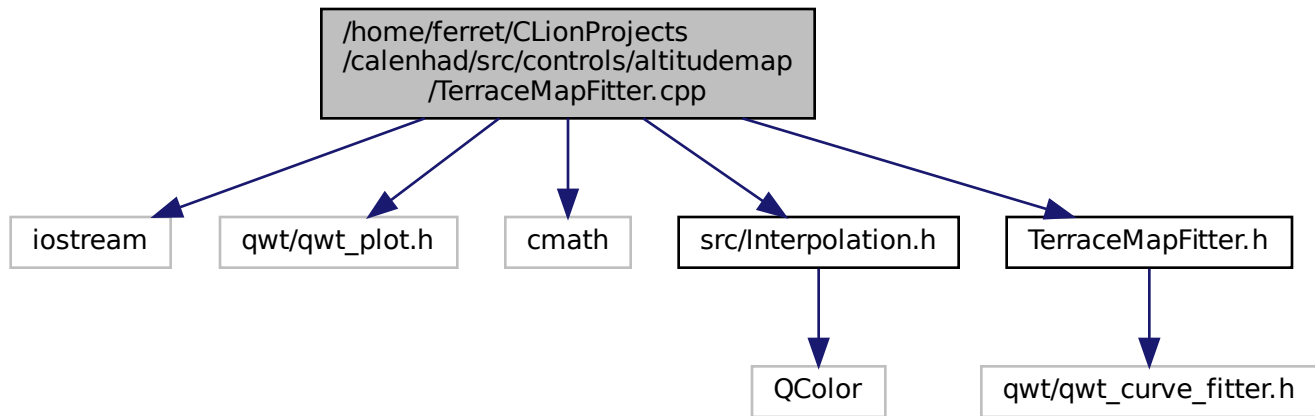 /home/ferret/CLionProjects
/calenhad/src/controls/altitudemap
/TerraceMapFitter.cpp
iostream
qwt/qwt_plot.h
cmath
src/Interpolation.h
TerraceMapFitter.h
QColor
qwt/qwt_curve_fitter.h